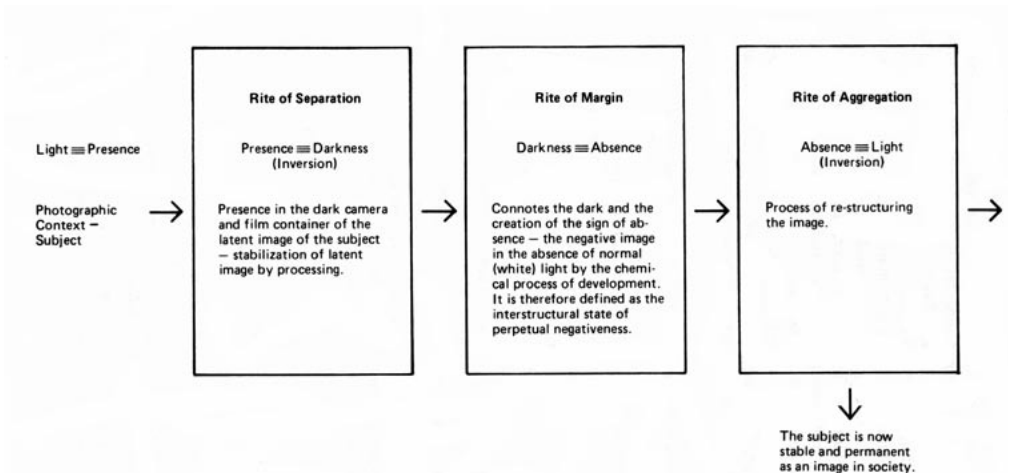 Light ≡ Presence
Photographic
Context –
Subject
Rite of Separation
Presence ≡ Darkness
(Inversion)
Presence in the dark camera
and film container of the
latent image of the subject
– stabilization of latent
image by processing.
Rite of Margin
Darkness ≡ Absence
Connotes the dark and the
creation of the sign of ab-
sence – the negative image
in the absence of normal
(white) light by the chemi-
cal process of development.
It is therefore defined as the
interstructural state of
perpetual negativeness.
Rite of Aggregation
Absence ≡ Light
(Inversion)
Process of re-structuring
the image.
The subject is now
stable and permanent
as an image in society.